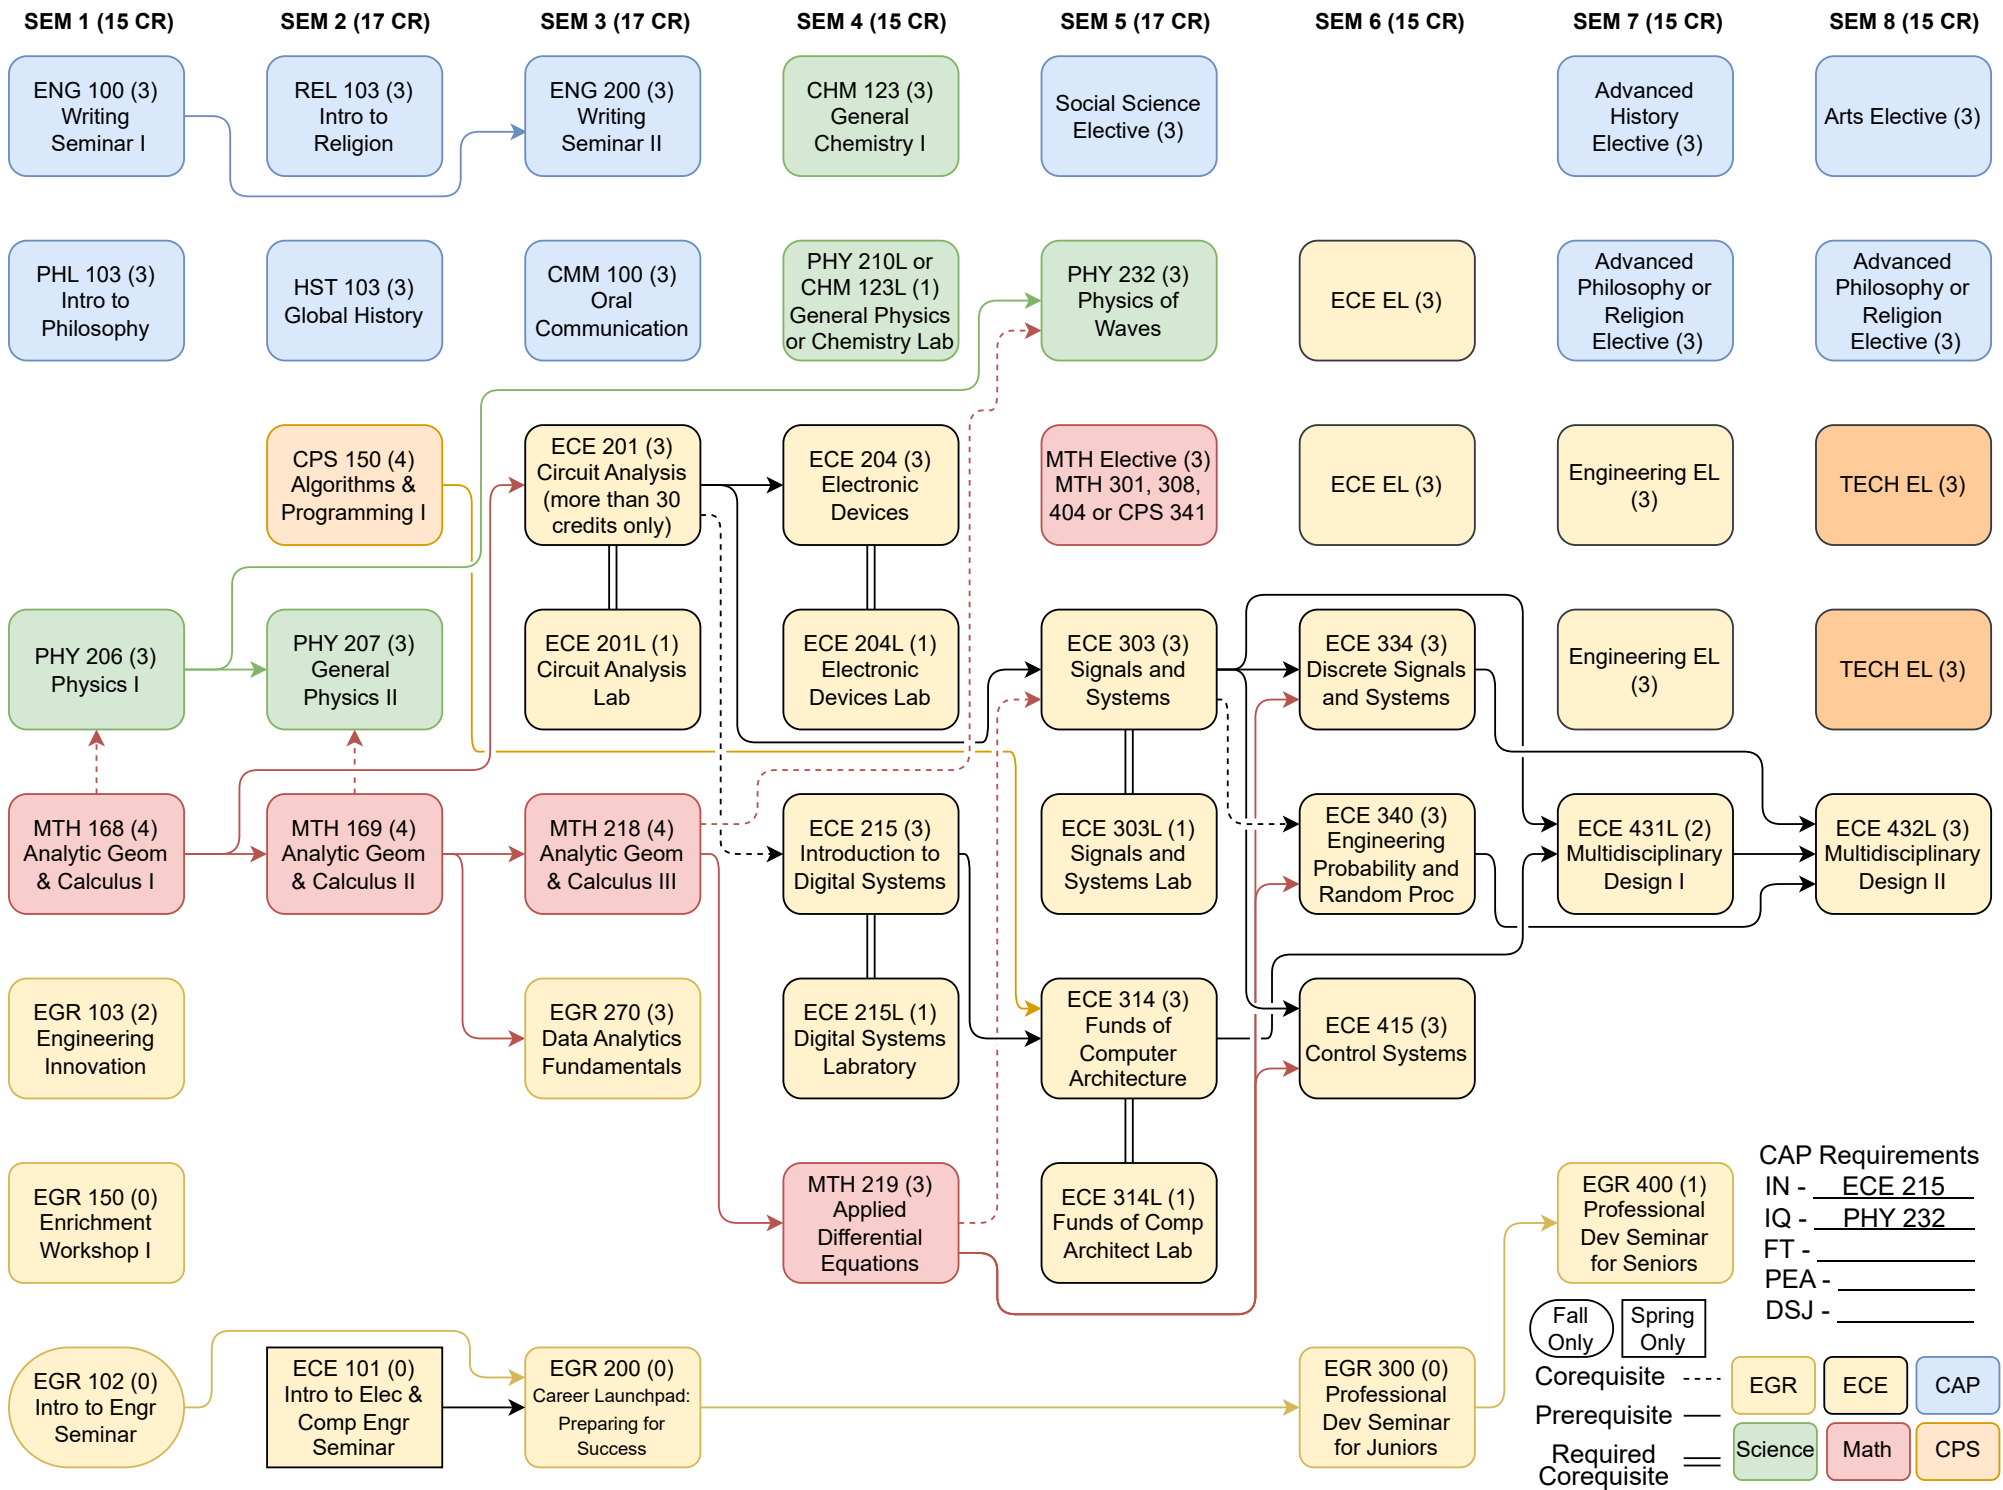 SEM 1 (15 CR)
SEM 2 (17 CR)
SEM 3 (17 CR)
SEM 4 (15 CR)
SEM 5 (17 CR)
SEM 6 (15 CR)
SEM 7 (15 CR)
SEM 8 (15 CR)
ENG 100 (3)
Writing
Seminar I
REL 103 (3)
Intro to
Religion
ENG 200 (3)
Writing
Seminar II
CHM 123 (3)
General
Chemistry I
Social Science
Elective (3)
Advanced
History
Elective (3)
Arts Elective (3)
PHL 103 (3)
Intro to
Philosophy
HST 103 (3)
Global History
CMM 100 (3)
Oral
Communication
PHY 210L or
CHM 123L (1)
General Physics
or Chemistry Lab
PHY 232 (3)
Physics of
Waves
ECE EL (3)
Advanced
Philosophy or
Religion
Elective (3)
Advanced
Philosophy or
Religion
Elective (3)
CPS 150 (4)
Algorithms &
Programming I
ECE 201 (3)
Circuit Analysis
(more than 30
credits only)
ECE 204 (3)
Electronic
Devices
MTH Elective (3)
MTH 301, 308,
404 or CPS 341
ECE EL (3)
Engineering EL
(3)
TECH EL (3)
PHY 206 (3)
Physics I
PHY 207 (3)
General
Physics II
ECE 201L (1)
Circuit Analysis
Lab
ECE 204L (1)
Electronic
Devices Lab
ECE 303 (3)
Signals and
Systems
ECE 334 (3)
Discrete Signals
and Systems
Engineering EL
(3)
TECH EL (3)
MTH 168 (4)
Analytic Geom
& Calculus I
MTH 169 (4)
Analytic Geom
& Calculus II
MTH 218 (4)
Analytic Geom
& Calculus III
ECE 215 (3)
Introduction to
Digital Systems
ECE 303L (1)
Signals and
Systems Lab
ECE 340 (3)
Engineering
Probability and
Random Proc
ECE 431L (2)
Multidisciplinary
Design I
ECE 432L (3)
Multidisciplinary
Design II
EGR 103 (2)
Engineering
Innovation
EGR 270 (3)
Data Analytics
Fundamentals
ECE 215L (1)
Digital Systems
Labratory
ECE 314 (3)
Funds of
Computer
Architecture
ECE 415 (3)
Control Systems
EGR 150 (0)
Enrichment
Workshop I
MTH 219 (3)
Applied
Differential
Equations
ECE 314L (1)
Funds of Comp
Architect Lab
EGR 400 (1)
Professional
Dev Seminar
for Seniors
CAP Requirements
IN - ECE 215
IQ - PHY 232
FT -
PEA -
DSJ -
EGR 102 (0)
Intro to Engr
Seminar
ECE 101 (0)
Intro to Elec &
Comp Engr
Seminar
EGR 200 (0)
Career Launchpad:
Preparing for
Success
EGR 300 (0)
Professional
Dev Seminar
for Juniors
Fall
Only
Spring
Only
Corequisite
Prerequisite
Required
Corequisite
EGR
ECE
CAP
Science
Math
CPS